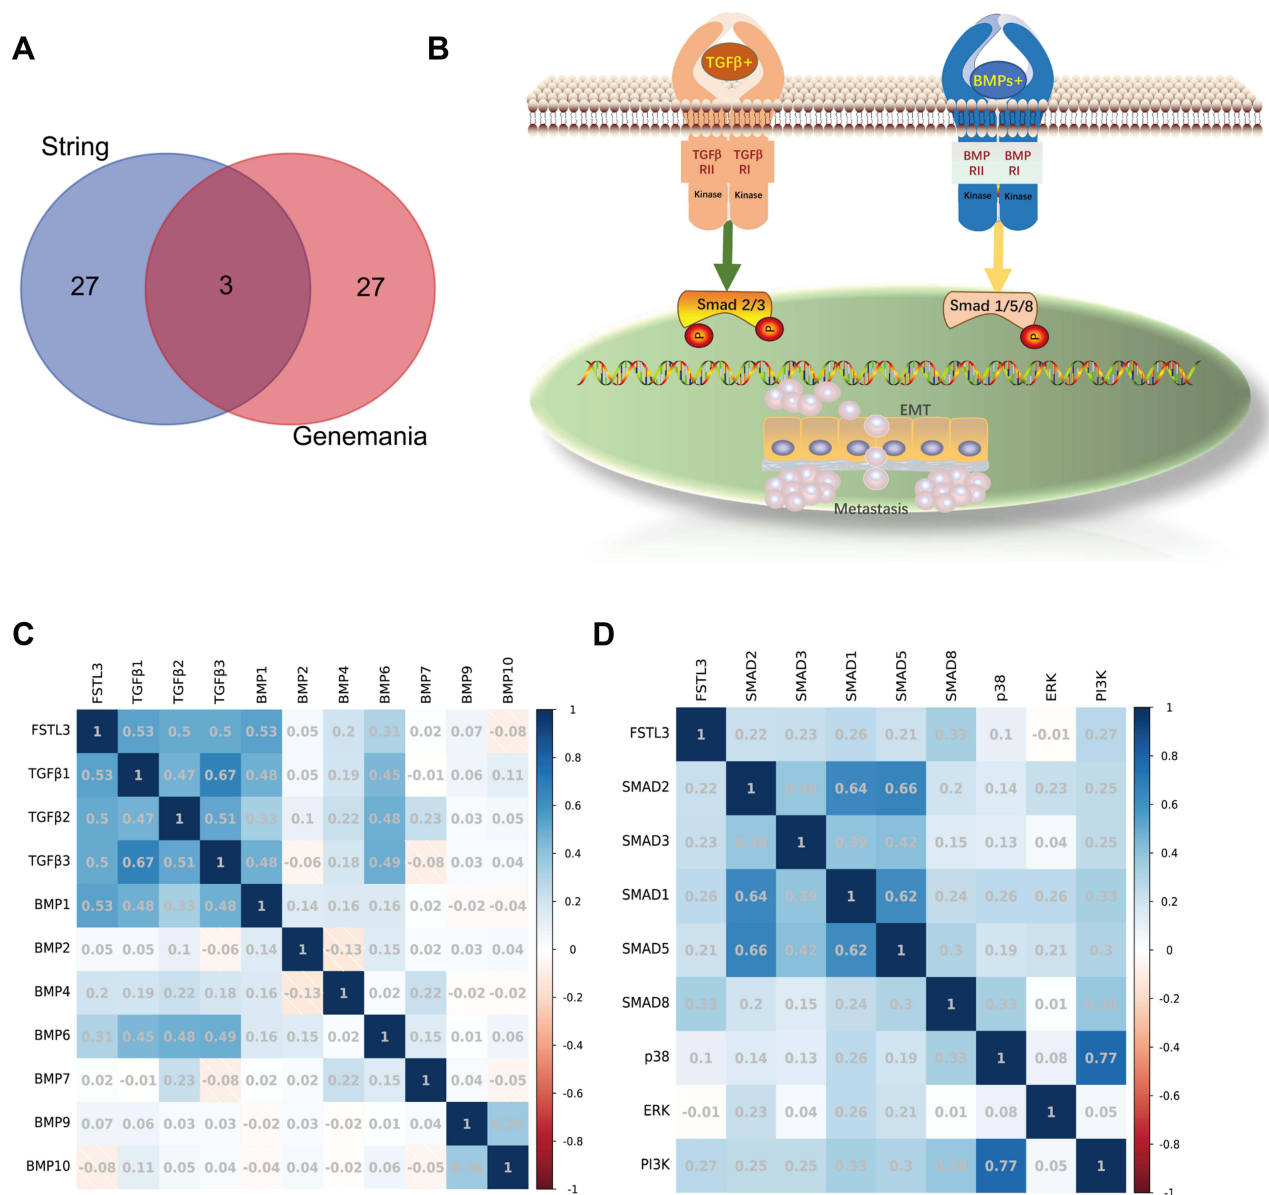 A
String
27
3
27
Genemania
B
TGFβ+
BMPs+
TGFβ RII
TGFβ RI
BMP RII
BMP RI
Kinase
Kinase
Kinase
Kinase
Smad 2/3
Smad 1/5/8
P
P
P
EMT
Metastasis
C
FSTL3 TGFβ1 TGFβ2 TGFβ3 BMP1 BMP2 BMP4 BMP6 BMP7 BMP9 BMP10
FSTL3 1 0.53 0.5 0.5 0.53 0.05 0.2 0.31 0.02 0.07 -0.08
TGFβ1 0.53 1 0.47 0.67 0.48 0.05 0.19 0.45 -0.01 0.06 0.11
TGFβ2 0.5 0.47 1 0.51 0.33 0.1 0.22 0.48 0.23 0.03 0.05
TGFβ3 0.5 0.67 0.51 1 0.48 -0.06 0.18 0.49 -0.08 0.03 0.04
BMP1 0.53 0.48 0.33 0.48 1 0.14 0.16 0.16 0.02 -0.02 -0.04
BMP2 0.05 0.05 0.1 -0.06 0.14 1 -0.13 0.15 0.02 0.03 0.04
BMP4 0.2 0.19 0.22 0.18 0.16 -0.13 1 0.02 0.22 -0.02 -0.02
BMP6 0.31 0.45 0.48 0.49 0.16 0.15 0.02 1 0.15 0.01 0.06
BMP7 0.02 -0.01 0.23 -0.08 0.02 0.02 0.22 0.15 1 0.04 -0.05
BMP9 0.07 0.06 0.03 0.03 -0.02 0.03 -0.02 0.01 0.04 1
BMP10 -0.08 0.11 0.05 0.04 -0.04 0.04 -0.02 0.06 -0.05 1
1
0.8
0.6
0.4
0.2
0
-0.2
-0.4
-0.6
-0.8
-1
D
FSTL3 SMAD2 SMAD3 SMAD1 SMAD5 SMAD8 p38 ERK PI3K
FSTL3 1 0.22 0.23 0.26 0.21 0.33 0.1 -0.01 0.27
SMAD2 0.22 1 0.64 0.66 0.2 0.14 0.23 0.25
SMAD3 0.23 1 0.39 0.42 0.15 0.13 0.04 0.25
SMAD1 0.26 0.64 0.39 1 0.62 0.24 0.26 0.26 0.33
SMAD5 0.21 0.66 0.42 0.62 1 0.3 0.19 0.21 0.3
SMAD8 0.33 0.2 0.15 0.24 0.3 1 0.33 0.01
p38 0.1 0.14 0.13 0.26 0.19 0.33 1 0.08 0.77
ERK -0.01 0.23 0.04 0.26 0.21 0.01 0.08 1 0.05
PI3K 0.27 0.25 0.25 0.33 0.3 0.77 0.05 1
1
0.8
0.6
0.4
0.2
0
-0.2
-0.4
-0.6
-0.8
-1